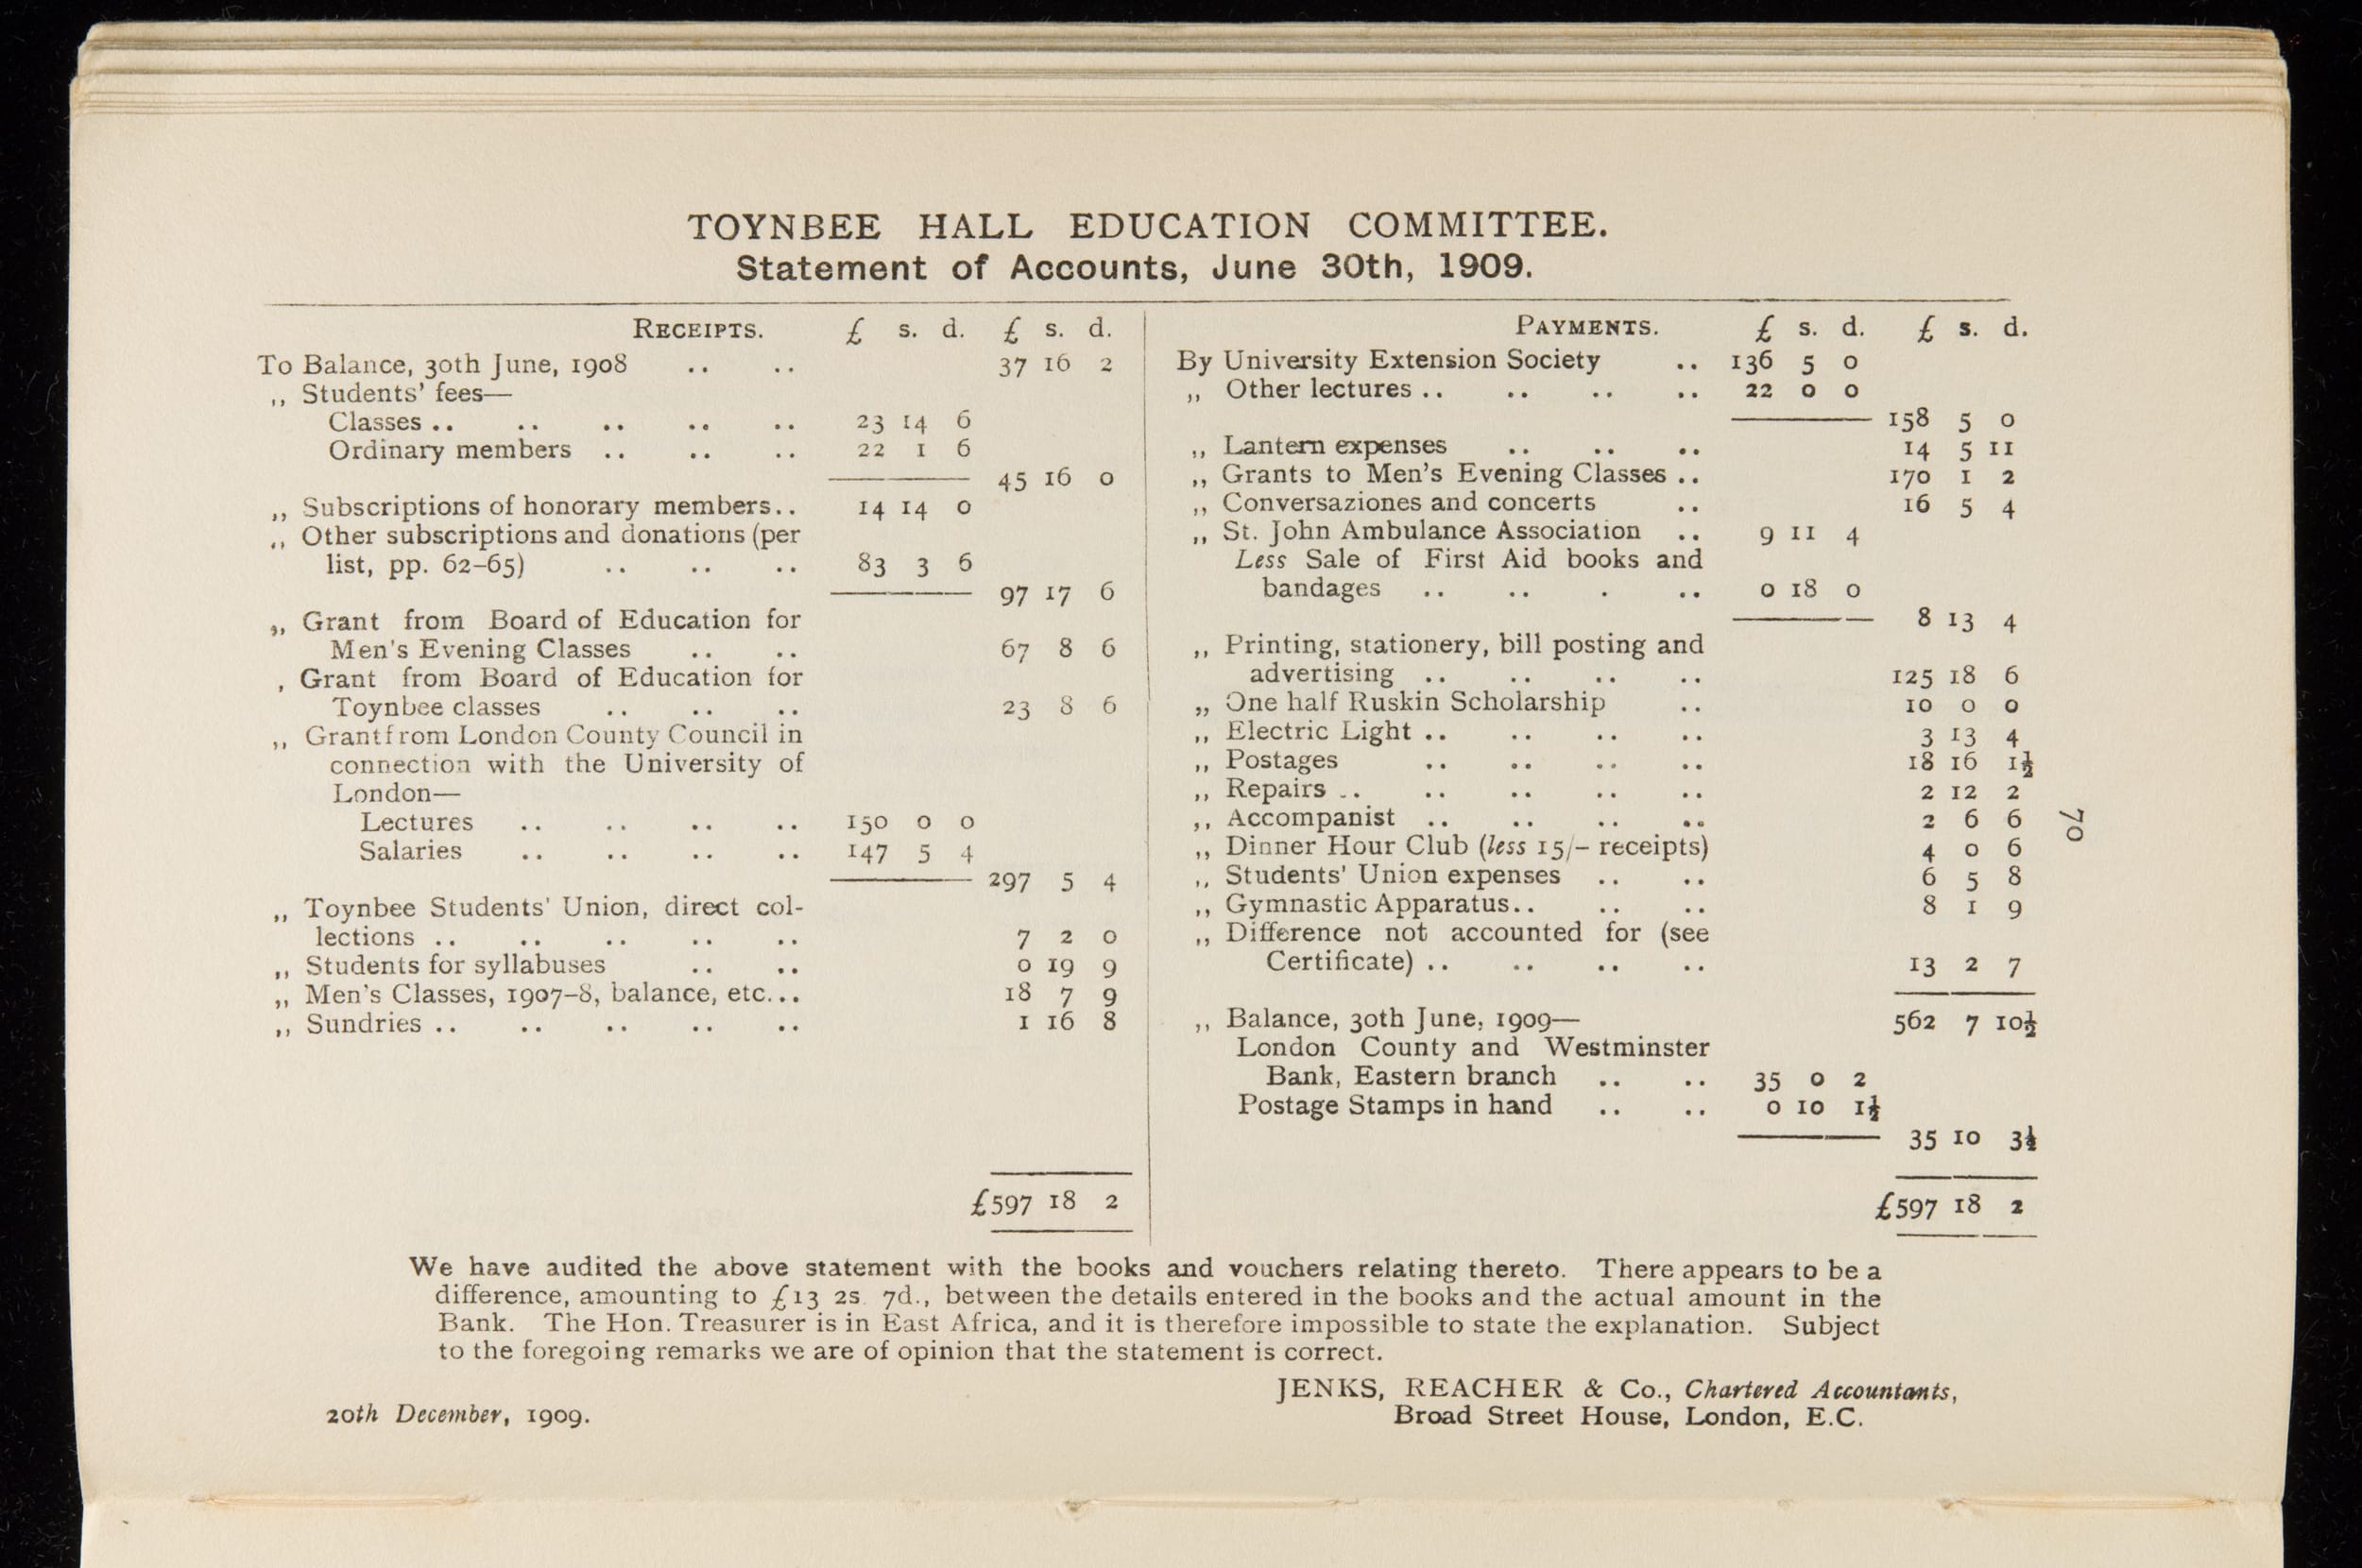 TOYNBEE HALL EDUCATION COMMITTEE.
Statement of Accounts, June 30th, 1909.
RECEIPTS. £ s. d. £ s. d.
To Balance, 30th June, 1908 .. .. 37 16 2
,, Students' fees—
Classes .. .. .. .. .. 23 14 6
Ordinary members .. .. .. 22 1 6
45 16 0
,, Subscriptions of honorary members.. 14 14 0
,, Other subscriptions and donations (per
list, pp. 62-65) .. .. .. 83 3 6
97 17 6
,, Grant from Board of Education for
Men's Evening Classes .. .. 67 8 6
, Grant from Board of Education for
Toynbee classes .. .. .. 23 8 6
,, Grant from London County Council in
connection with the University of
London—
Lectures .. .. .. .. 150 0 0
Salaries .. .. .. .. 147 5 4
297 5 4
,, Toynbee Students' Union, direct col-
lections .. .. .. .. .. 7 2 0
,, Students for syllabuses .. .. 0 19 9
,, Men's Classes, 1907-8, balance, etc... 18 7 9
,, Sundries .. .. .. .. .. 1 16 8
£597 18 2
PAYMENTS. £ s. d. £ s. d.
By University Extension Society .. 136 5 0
,, Other lectures .. .. .. .. 22 0 0
158 5 0
,, Lantern expenses .. .. .. 14 5 11
,, Grants to Men's Evening Classes .. 170 1 2
,, Conversaziones and concerts .. 16 5 4
,, St. John Ambulance Association .. 9 11 4
Less Sale of First Aid books and
bandages .. .. . .. 0 18 0
8 13 4
,, Printing, stationery, bill posting and
advertising .. .. .. .. 125 18 6
,, One half Ruskin Scholarship .. 10 0 0
,, Electric Light .. .. .. .. 3 13 4
,, Postages .. .. .. .. 18 16 1½
,, Repairs .. .. .. .. .. 2 12 2
,, Accompanist .. .. .. .. 2 6 6
,, Dinner Hour Club (less 15/- receipts) 4 0 6
,, Students' Union expenses .. .. 6 5 8
,, Gymnastic Apparatus.. .. .. 8 1 9
,, Difference not accounted for (see
Certificate) .. .. .. .. 13 2 7
,, Balance, 30th June, 1909— 562 7 10½
London County and Westminster
Bank, Eastern branch .. .. 35 0 2
Postage Stamps in hand .. .. 0 10 1½
35 10 3½
£597 18 2
70
We have audited the above statement with the books and vouchers relating thereto. There appears to be a
difference, amounting to £13 2s. 7d., between the details entered in the books and the actual amount in the
Bank. The Hon. Treasurer is in East Africa, and it is therefore impossible to state the explanation. Subject
to the foregoing remarks we are of opinion that the statement is correct.
JENKS, REACHER & Co., Chartered Accountants,
20th December, 1909.
Broad Street House, London, E.C.